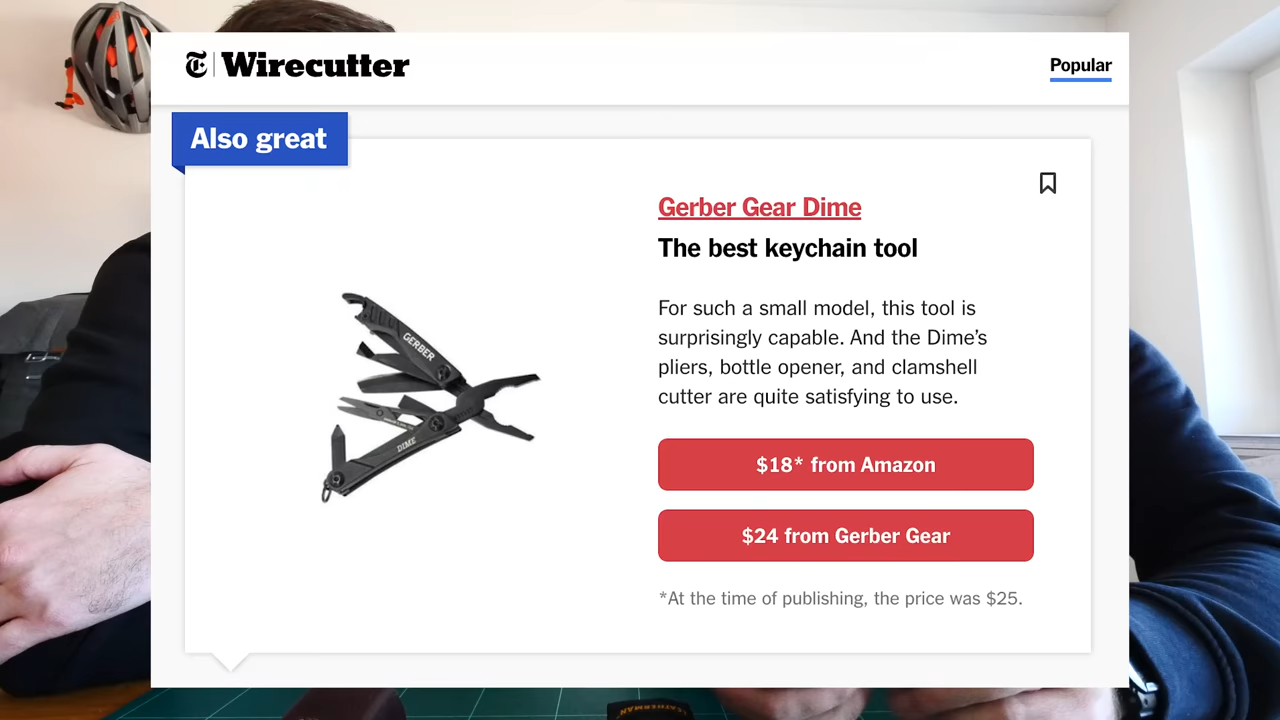 T | Wirecutter
Popular
Also great
Gerber Gear Dime
The best keychain tool
For such a small model, this tool is
surprisingly capable. And the Dime's
pliers, bottle opener, and clamshell
cutter are quite satisfying to use.
$18* from Amazon
$24 from Gerber Gear
*At the time of publishing, the price was $25.
GERBER
DIME
LEATHERMAN